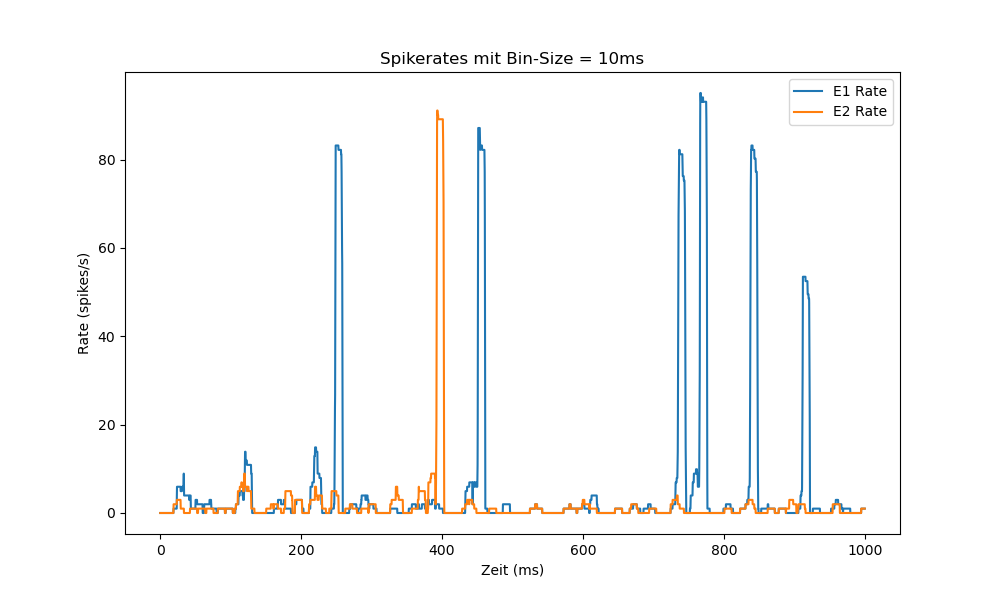 Spikerates mit Bin-Size = 10ms
E1 Rate
E2 Rate
Rate (spikes/s)
80
60
40
20
0
0 200 400 600 800 1000
Zeit (ms)